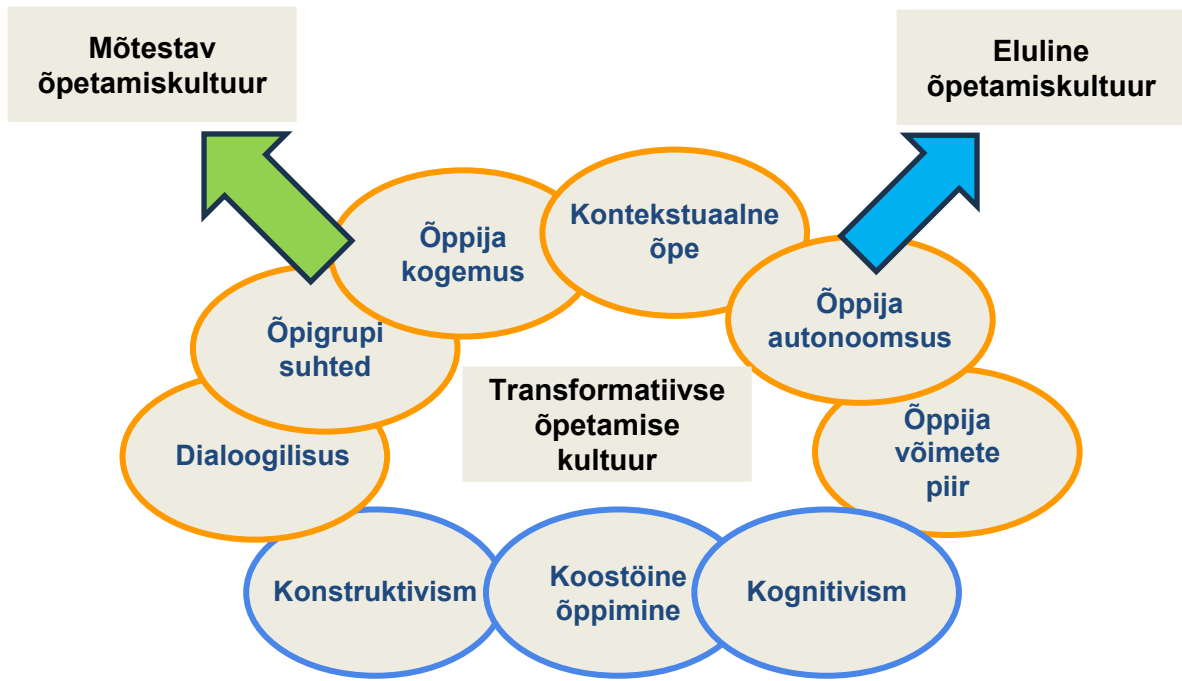 Mõtestav
õpetamiskultuur
Eluline
õpetamiskultuur
Kontekstuaalne
õpe
Õppija
kogemus
Õppija
autonoomsus
Õpigrupi
suhted
Transformatiivse
õpetamise
kultuur
Dialoogilisus
Õppija
võimete
piir
Konstruktivism
Koostöine
õppimine
Kognitivism